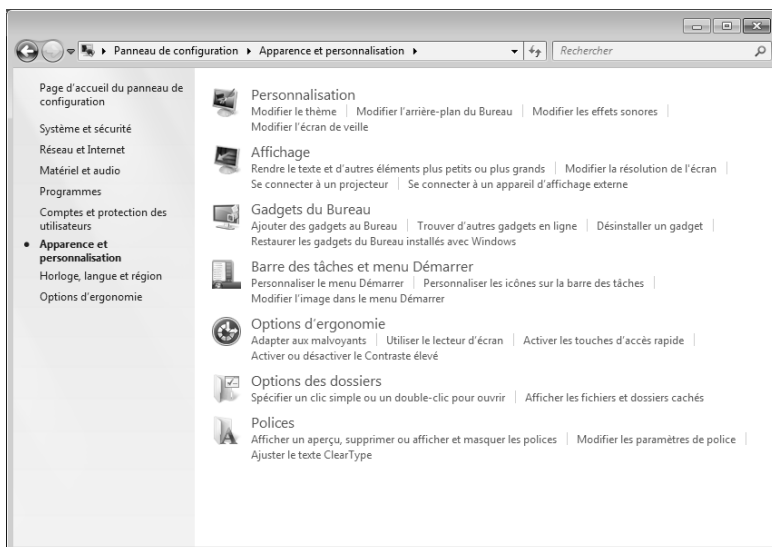 Panneau de configuration ▸ Apparence et personnalisation ▸
Rechercher
Page d'accueil du panneau de
configuration
Système et sécurité
Réseau et Internet
Matériel et audio
Programmes
Comptes et protection des
utilisateurs
Apparence et
personnalisation
Horloge, langue et région
Options d'ergonomie
Personnalisation
Modifier le thème | Modifier l'arrière-plan du Bureau | Modifier les effets sonores |
Modifier l'écran de veille
Affichage
Rendre le texte et d'autres éléments plus petits ou plus grands | Modifier la résolution de l'écran |
Se connecter à un projecteur | Se connecter à un appareil d'affichage externe
Gadgets du Bureau
Ajouter des gadgets au Bureau | Trouver d'autres gadgets en ligne | Désinstaller un gadget |
Restaurer les gadgets du Bureau installés avec Windows
Barre des tâches et menu Démarrer
Personnaliser le menu Démarrer | Personnaliser les icônes sur la barre des tâches |
Modifier l'image dans le menu Démarrer
Options d'ergonomie
Adapter aux malvoyants | Utiliser le lecteur d'écran | Activer les touches d'accès rapide |
Activer ou désactiver le Contraste élevé
Options des dossiers
Spécifier un clic simple ou un double-clic pour ouvrir | Afficher les fichiers et dossiers cachés
Polices
Afficher un aperçu, supprimer ou afficher et masquer les polices | Modifier les paramètres de police |
Ajuster le texte ClearType